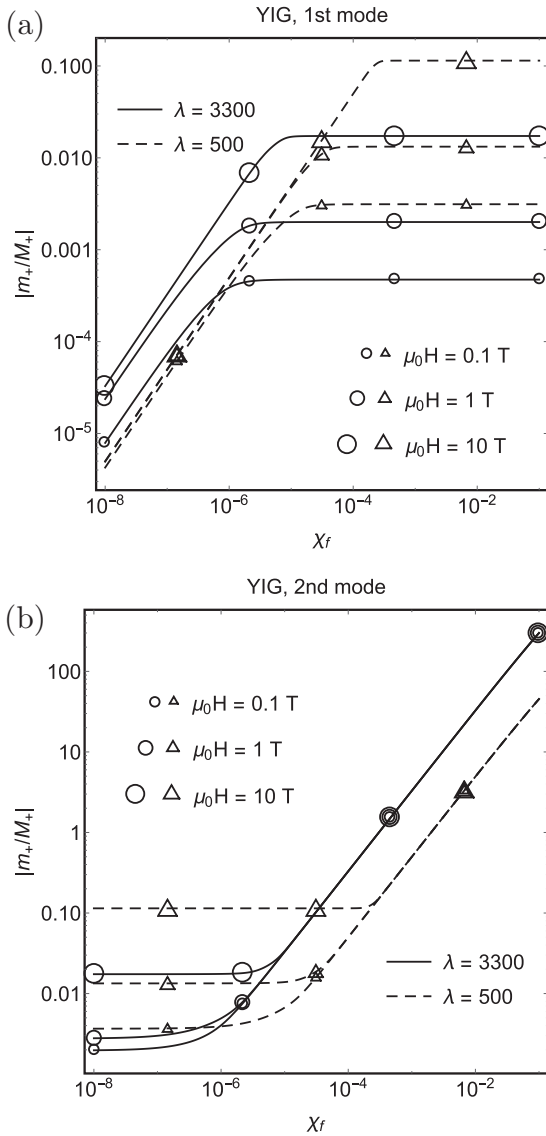 (a)
YIG, 1st mode
0.100
0.010
0.001
10⁻⁴
10⁻⁵
|m₊/M₊|
λ = 3300
λ = 500
μ₀H = 0.1 T
μ₀H = 1 T
μ₀H = 10 T
10⁻⁸ 10⁻⁶ 10⁻⁴ 10⁻²
χf
(b)
YIG, 2nd mode
100
10
1
0.10
0.01
|m₊/M₊|
μ₀H = 0.1 T
μ₀H = 1 T
μ₀H = 10 T
λ = 3300
λ = 500
10⁻⁸ 10⁻⁶ 10⁻⁴ 10⁻²
χf